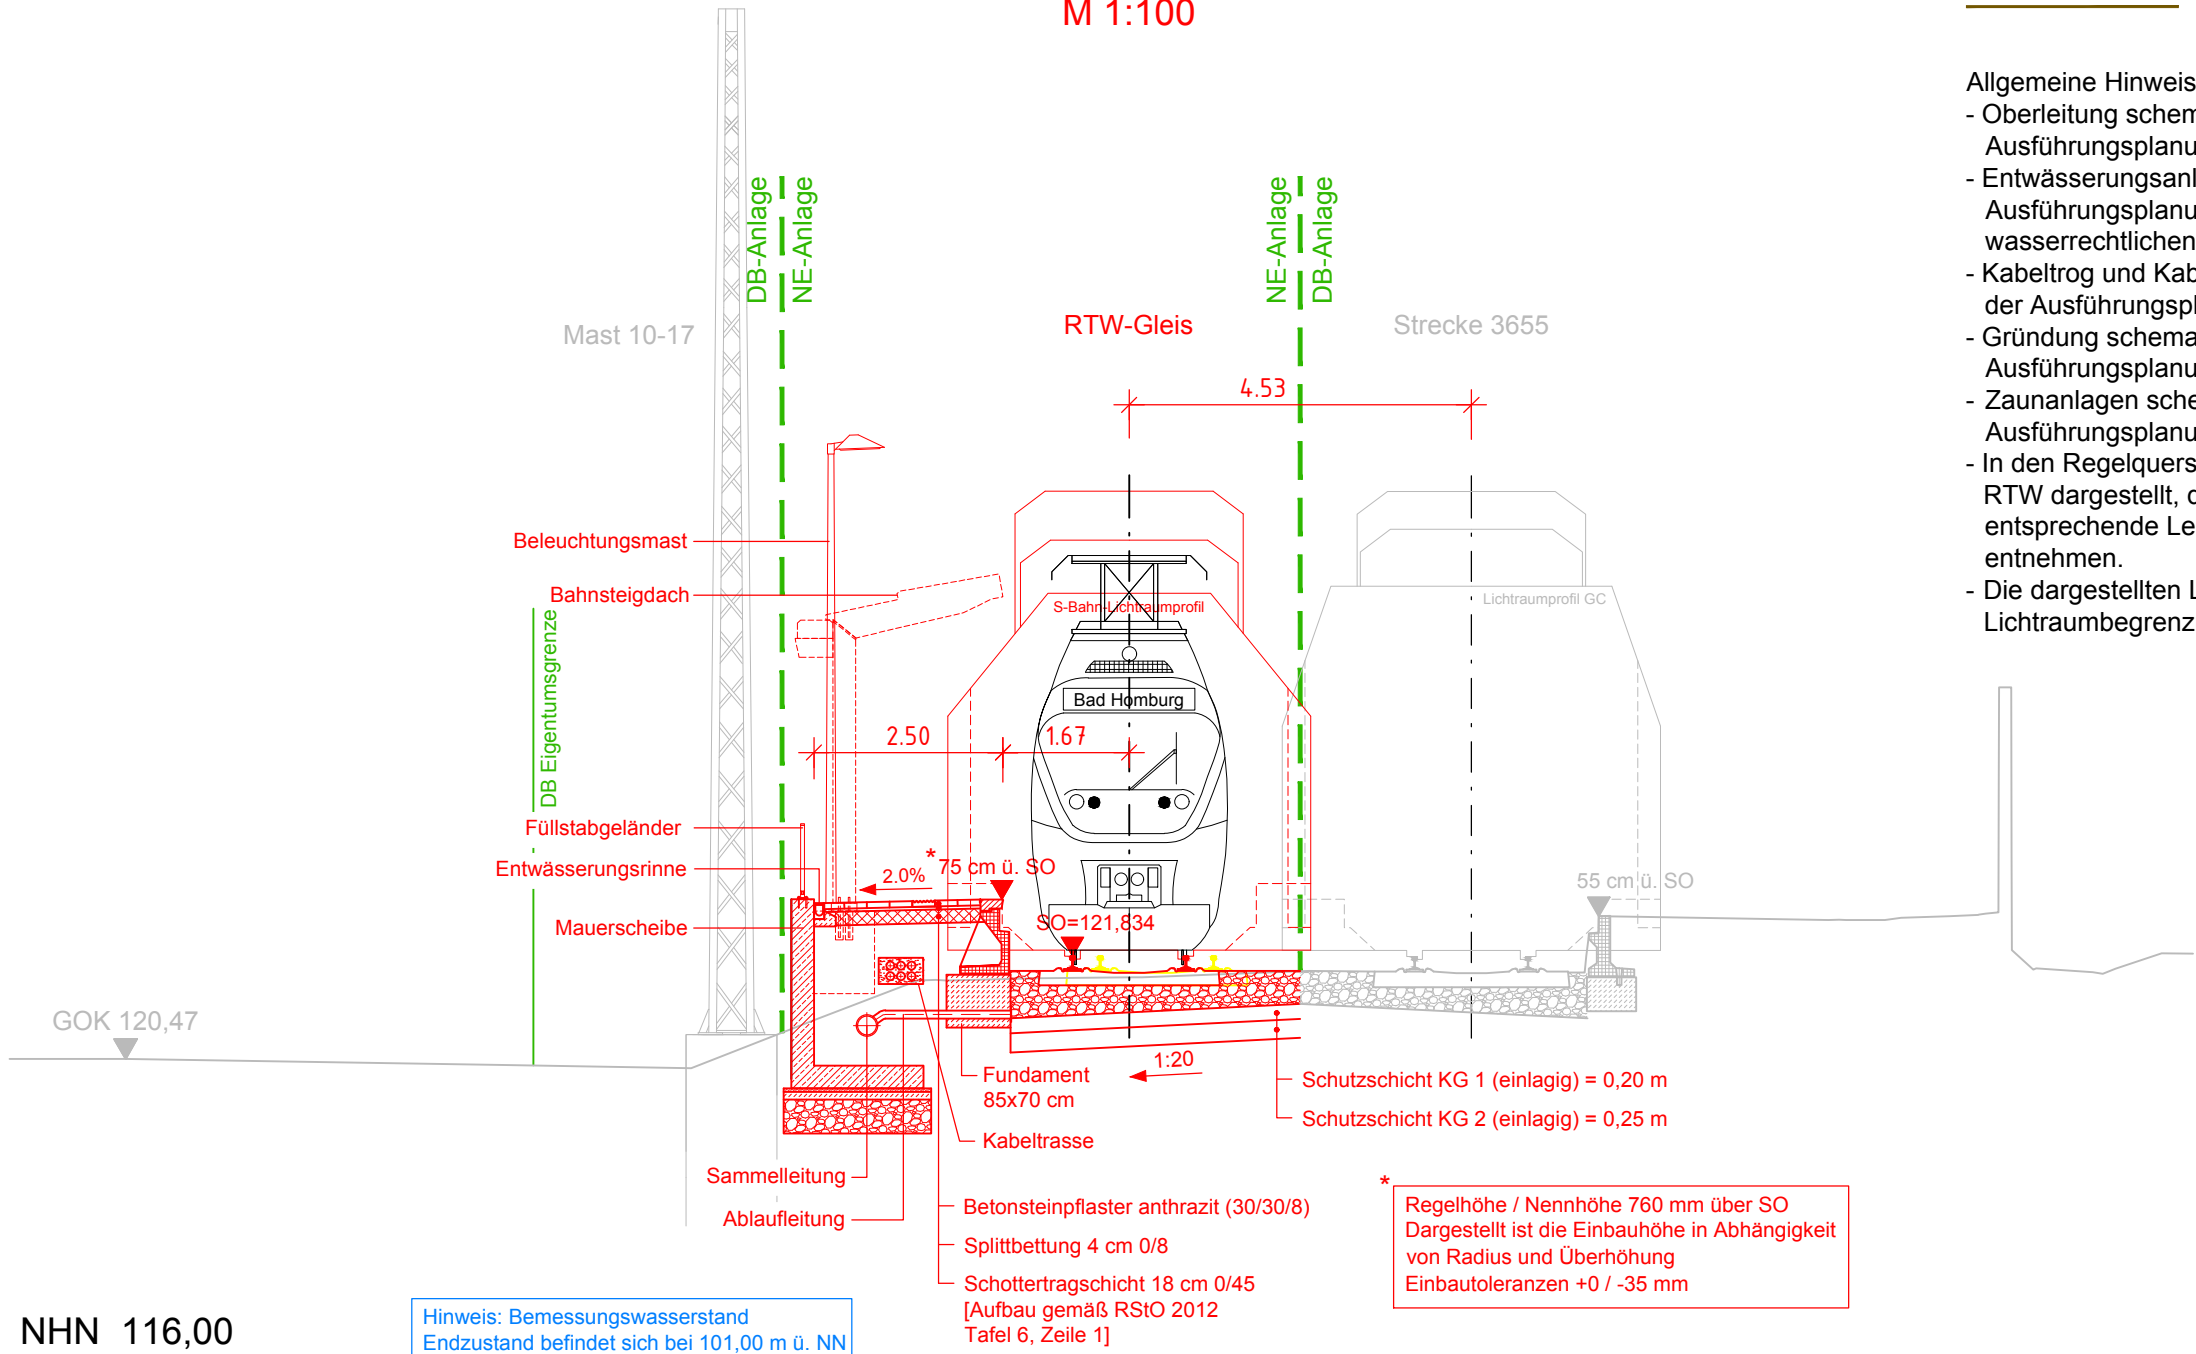 M 1:100
Allgemeine Hinweis
- Oberleitung schem
Ausführungsplanu
- Entwässerungsanl
Ausführungsplanu
wasserrechtlichen
- Kabeltrog und Kab
der Ausführungspl
- Gründung schema
Ausführungsplanu
- Zaunanlagen sche
Ausführungsplanu
- In den Regelquers
RTW dargestellt, d
entsprechende Le
entnehmen.
- Die dargestellten L
Lichtraumbegrenz
DB-Anlage
NE-Anlage
NE-Anlage
DB-Anlage
Mast 10-17
RTW-Gleis
Strecke 3655
4.53
Beleuchtungsmast
Bahnsteigdach
S-Bahn-Lichtraumprofil
Lichtraumprofil GC
DB Eigentumsgrenze
Bad Homburg
2.50
1.67
Füllstabgeländer
Entwässerungsrinne
Mauerscheibe
2.0%
* 75 cm ü. SO
55 cm ü. SO
SO=121,834
GOK 120,47
1:20
Fundament
85x70 cm
Kabeltrasse
Schutzschicht KG 1 (einlagig) = 0,20 m
Schutzschicht KG 2 (einlagig) = 0,25 m
Sammelleitung
Ablaufleitung
Betonsteinpflaster anthrazit (30/30/8)
Splittbettung 4 cm 0/8
Schottertragschicht 18 cm 0/45
[Aufbau gemäß RStO 2012
Tafel 6, Zeile 1]
*
Regelhöhe / Nennhöhe 760 mm über SO
Dargestellt ist die Einbauhöhe in Abhängigkeit
von Radius und Überhöhung
Einbautoleranzen +0 / -35 mm
NHN 116,00
Hinweis: Bemessungswasserstand
Endzustand befindet sich bei 101,00 m ü. NN